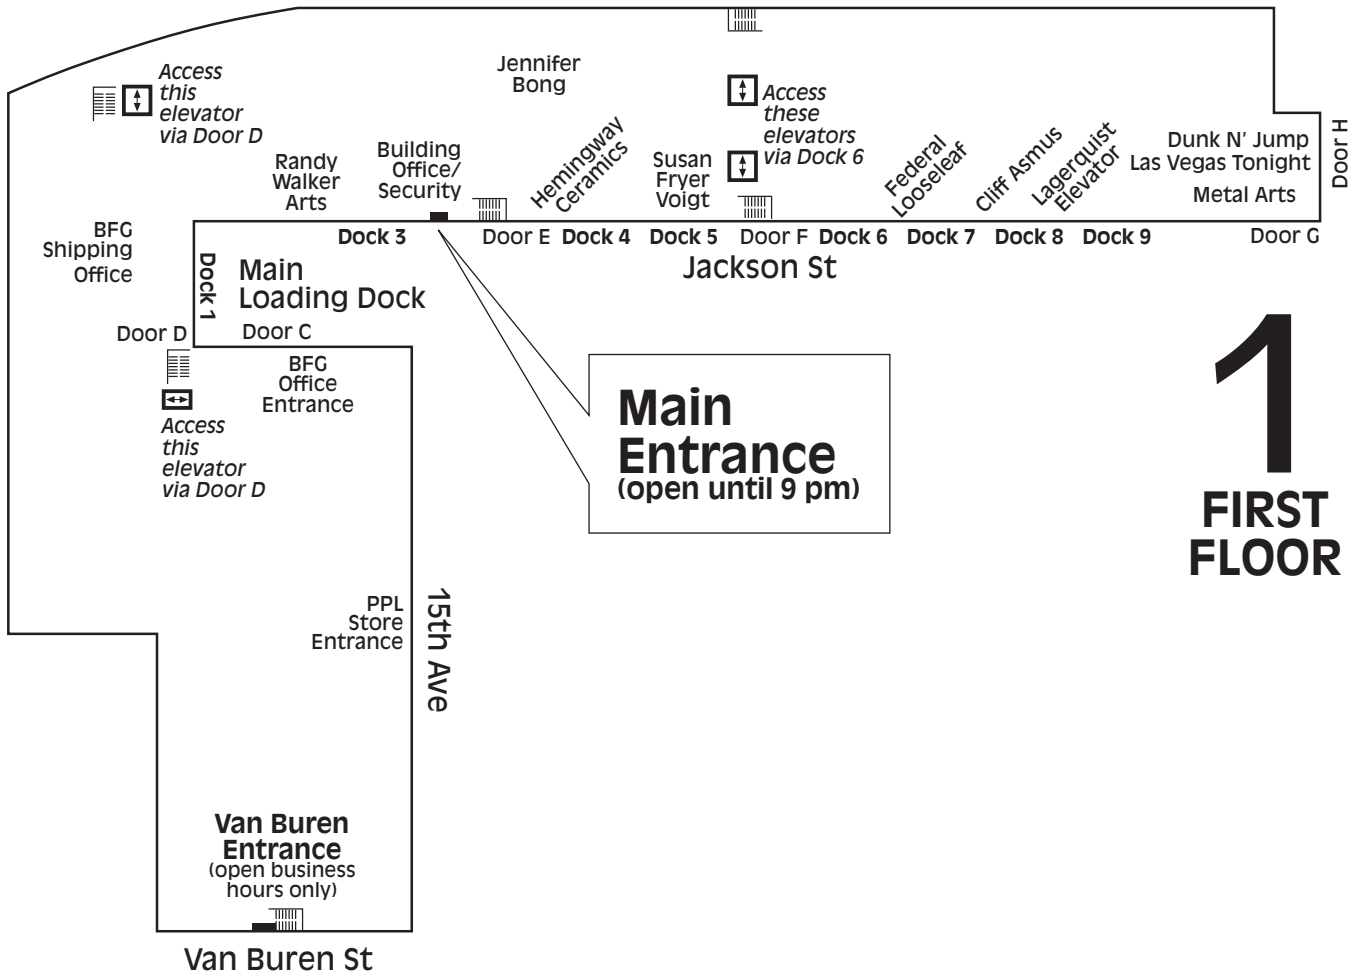 Access
this
elevator
via Door D
Jennifer
Bong
Access
these
elevators
via Dock 6
Randy
Walker
Arts
Building
Office/
Security
Hemingway
Ceramics
Susan
Fryer
Voigt
Federal
Looseleaf
Cliff Asmus
Lagerquist
Elevator
Dunk N' Jump
Las Vegas Tonight
Metal Arts
Door H
BFG
Shipping
Office
Dock 3
Door E
Dock 4
Dock 5
Door F
Dock 6
Dock 7
Dock 8
Dock 9
Door G
Jackson St
Dock 1
Main
Loading Dock
Door D
Door C
BFG
Office
Entrance
Access
this
elevator
via Door D
Main
Entrance
(open until 9 pm)
1
FIRST
FLOOR
PPL
Store
Entrance
15th Ave
Van Buren
Entrance
(open business
hours only)
Van Buren St